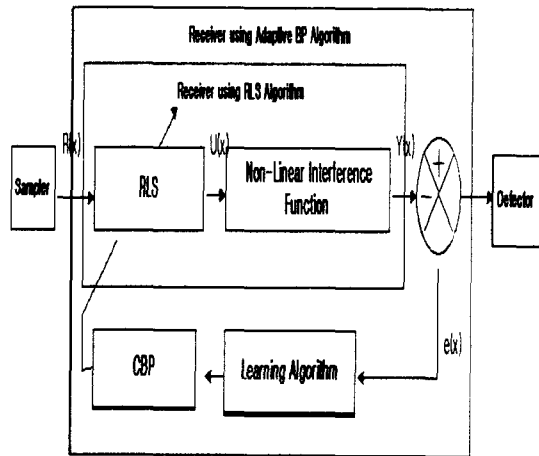 Receiver using Adaptive BP Algorithm
Receiver using RLS Algorithm
R(x)
U(x)
Y(x)
Sampler
RLS
Non-Linear Interference
Function
+
-
Detector
e(x)
CBP
Learning Algorithm